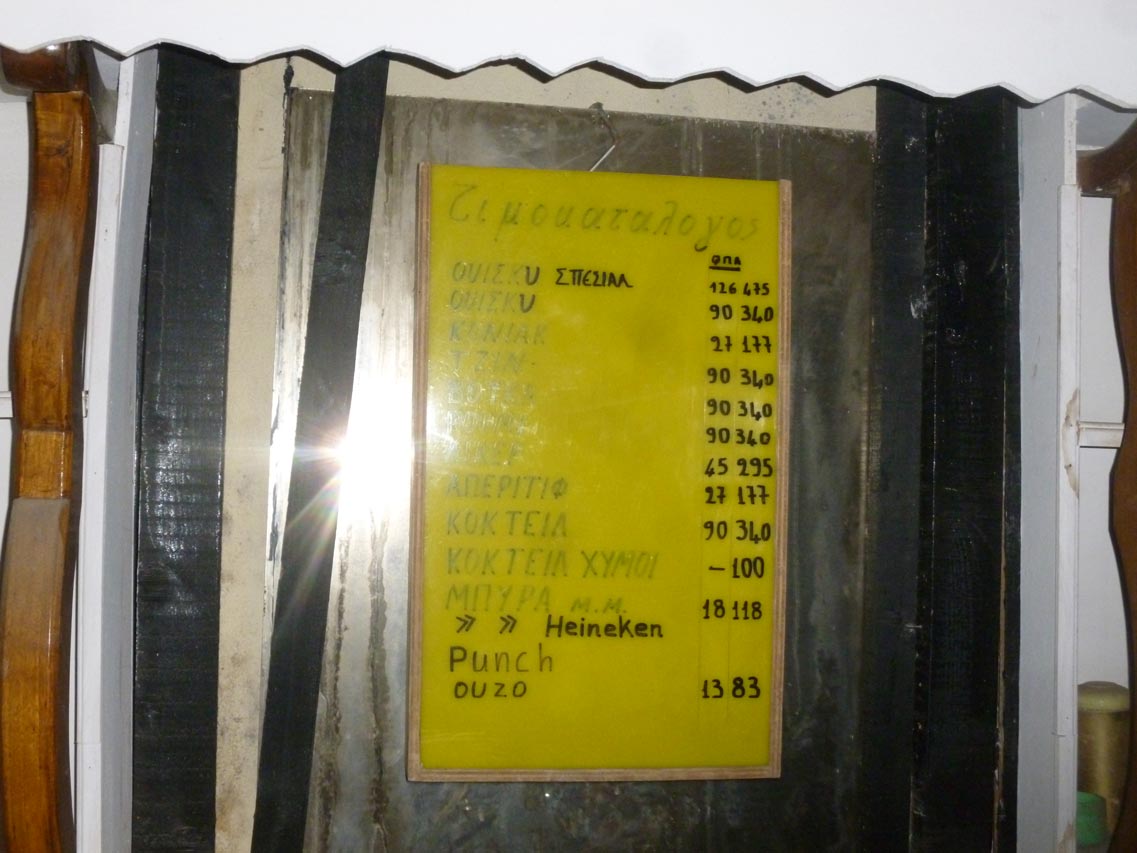 τιμοκαταλογος
ΦΠΑ
ΟΥΙΣΚΥ ΣΠΕΣΙΑΛ 126 475
ΟΥΙΣΚΥ 90 340
ΚΟΝΙΑΚ 27 177
ΤΖΙΝ 90 340
90 340
90 340
45 295
ΑΠΕΡΙΤΙΦ 27 177
ΚΟΚΤΕΙΛ 90 340
ΚΟΚΤΕΙΛ ΧΥΜΟΙ – 100
ΜΠΥΡΑ Μ.Μ. 18 118
» » Heineken
Punch
ΟΥΖΟ 13 83